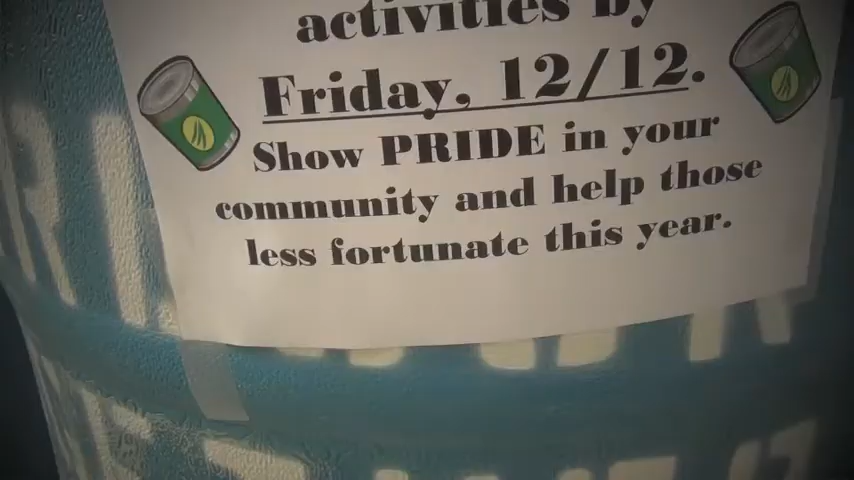 activities by
Friday, 12/12.
Show PRIDE in your
community and help those
less fortunate this year.